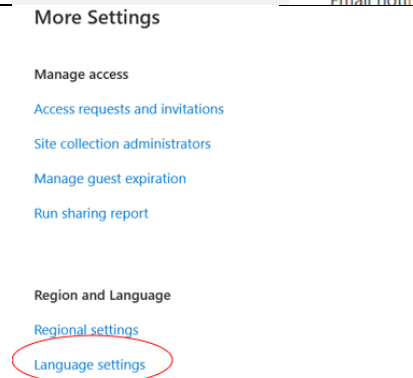 More Settings
Manage access
Access requests and invitations
Site collection administrators
Manage guest expiration
Run sharing report
Region and Language
Regional settings
Language settings